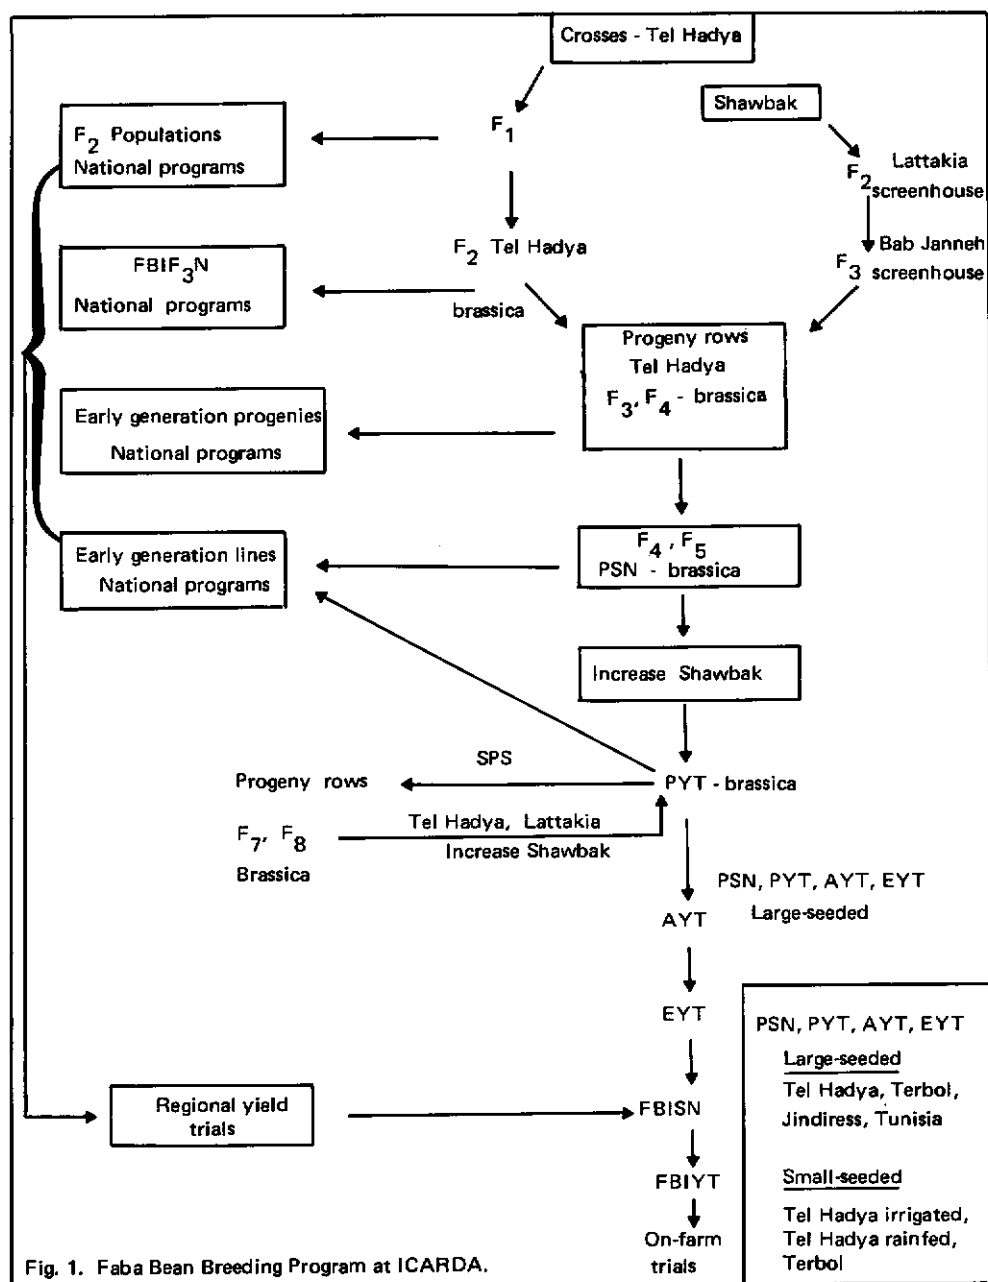 Crosses - Tel Hadya
Shawbak
F1
F2 Populations
National programs
F2 Lattakia
screenhouse
F2 Tel Hadya
F3 Bab Janneh
screenhouse
FBIF3N
National programs
brassica
Progeny rows
Tel Hadya
F3, F4 - brassica
Early generation progenies
National programs
F4, F5
PSN - brassica
Early generation lines
National programs
Increase Shawbak
SPS
Progeny rows
PYT - brassica
F7, F8
Brassica
Tel Hadya, Lattakia
Increase Shawbak
PSN, PYT, AYT, EYT
Large-seeded
AYT
EYT
PSN, PYT, AYT, EYT
Large-seeded
Tel Hadya, Terbol,
Jindiress, Tunisia
Small-seeded
Tel Hadya irrigated,
Tel Hadya rainfed,
Terbol
Regional yield
trials
FBISN
FBIYT
On-farm
trials
Fig. 1. Faba Bean Breeding Program at ICARDA.